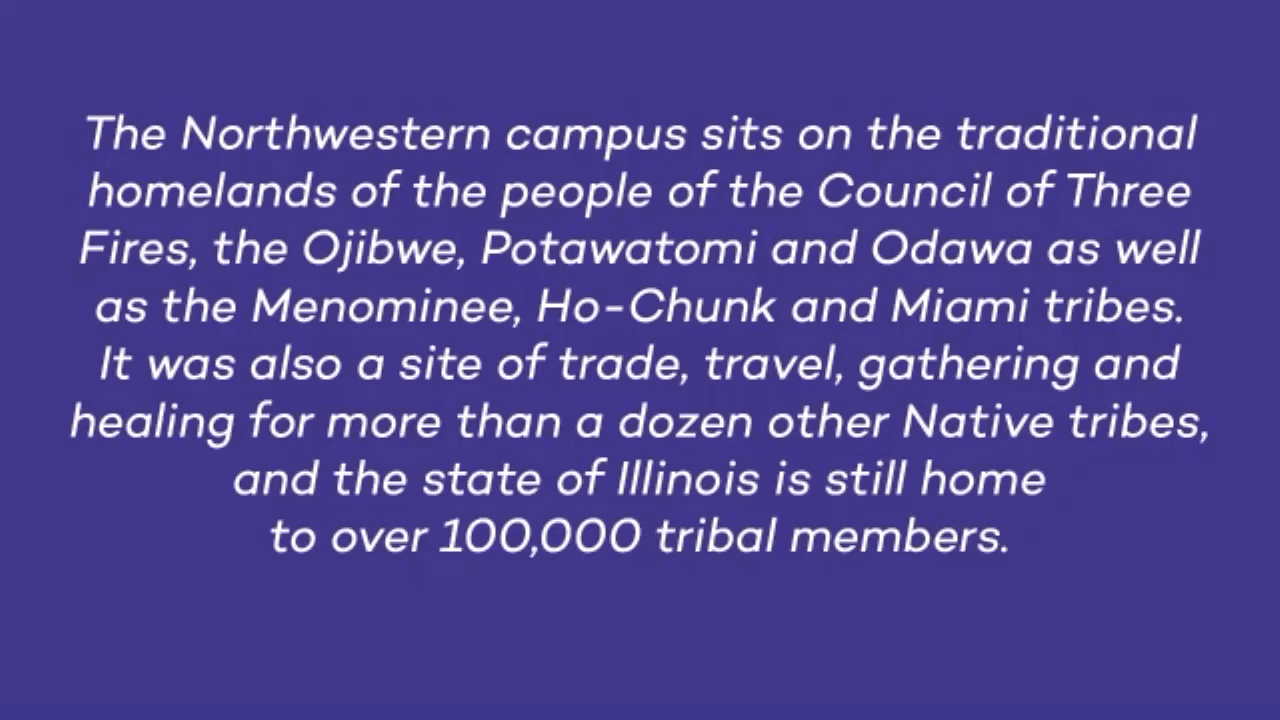 The Northwestern campus sits on the traditional
homelands of the people of the Council of Three
Fires, the Ojibwe, Potawatomi and Odawa as well
as the Menominee, Ho-Chunk and Miami tribes.
It was also a site of trade, travel, gathering and
healing for more than a dozen other Native tribes,
and the state of Illinois is still home
to over 100,000 tribal members.